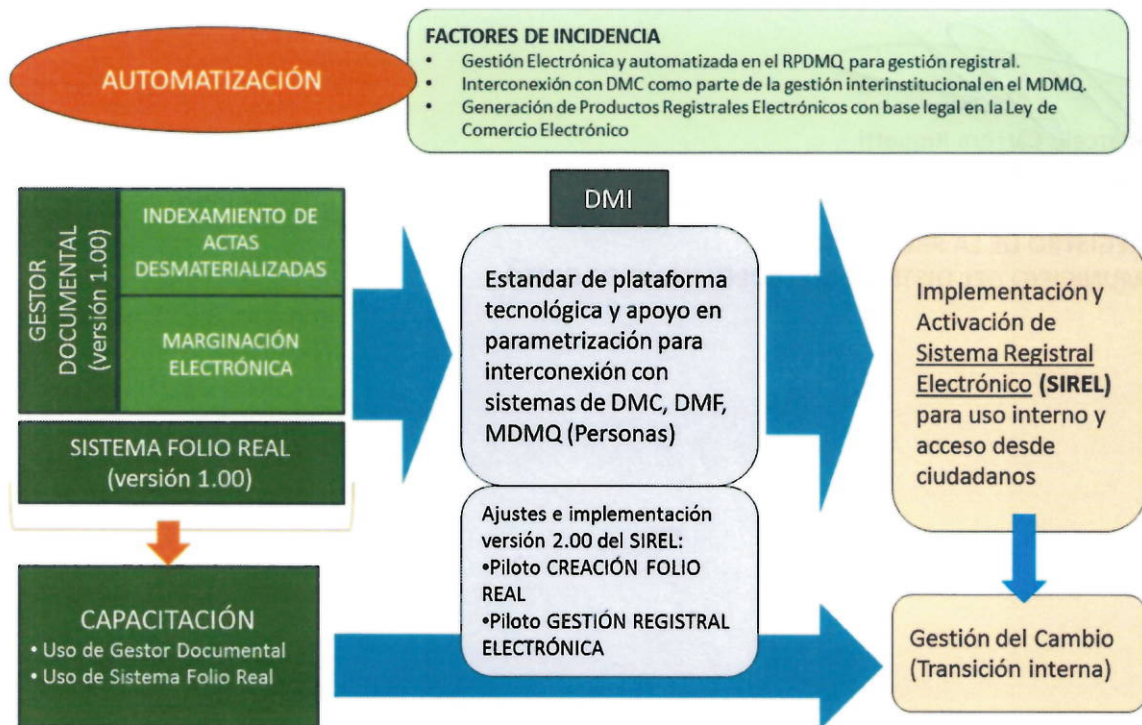 AUTOMATIZACIÓN
FACTORES DE INCIDENCIA
• Gestión Electrónica y automatizada en el RPDMQ para gestión registral.
• Interconexión con DMC como parte de la gestión interinstitucional en el MDMQ.
• Generación de Productos Registrales Electrónicos con base legal en la Ley de
Comercio Electrónico
GESTOR
DOCUMENTAL
(versión 1.00)
INDEXAMIENTO DE
ACTAS
DESMATERIALIZADAS
MARGINACIÓN
ELECTRÓNICA
SISTEMA FOLIO REAL
(versión 1.00)
CAPACITACIÓN
• Uso de Gestor Documental
• Uso de Sistema Folio Real
DMI
Estandar de plataforma
tecnológica y apoyo en
parametrización para
interconexión con
sistemas de DMC, DMF,
MDMQ (Personas)
Ajustes e implementación
versión 2.00 del SIREL:
•Piloto CREACIÓN FOLIO
REAL
•Piloto GESTIÓN REGISTRAL
ELECTRÓNICA
Implementación y
Activación de
Sistema Registral
Electrónico (SIREL)
para uso interno y
acceso desde
ciudadanos
Gestión del Cambio
(Transición interna)